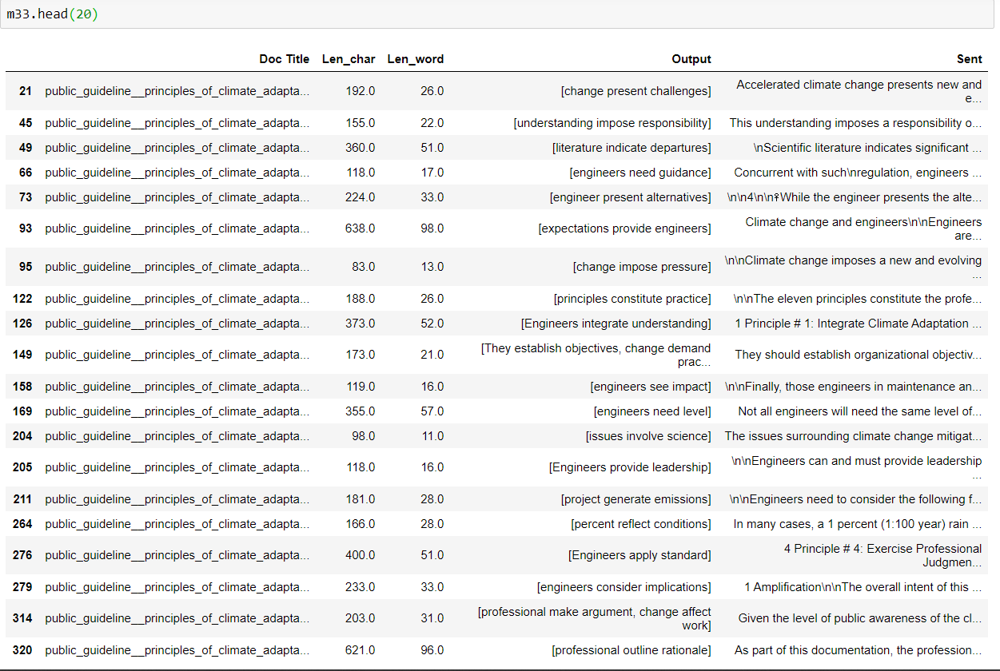 m33.head(20)
Doc Title Len_char Len_word Output Sent
21 public_guideline__principles_of_climate_adapta... 192.0 26.0 [change present challenges] Accelerated climate change presents new and e...
45 public_guideline__principles_of_climate_adapta... 155.0 22.0 [understanding impose responsibility] This understanding imposes a responsibility o...
49 public_guideline__principles_of_climate_adapta... 360.0 51.0 [literature indicate departures] \nScientific literature indicates significant ...
66 public_guideline__principles_of_climate_adapta... 118.0 17.0 [engineers need guidance] Concurrent with such\nregulation, engineers ...
73 public_guideline__principles_of_climate_adapta... 224.0 33.0 [engineer present alternatives] \n\n4\n\n♀While the engineer presents the alte...
93 public_guideline__principles_of_climate_adapta... 638.0 98.0 [expectations provide engineers] Climate change and engineers\n\nEngineers are...
95 public_guideline__principles_of_climate_adapta... 83.0 13.0 [change impose pressure] \n\nClimate change imposes a new and evolving ...
122 public_guideline__principles_of_climate_adapta... 188.0 26.0 [principles constitute practice] \n\nThe eleven principles constitute the profe...
126 public_guideline__principles_of_climate_adapta... 373.0 52.0 [Engineers integrate understanding] 1 Principle # 1: Integrate Climate Adaptation ...
149 public_guideline__principles_of_climate_adapta... 173.0 21.0 [They establish objectives, change demand prac... They should establish organizational objectiv...
158 public_guideline__principles_of_climate_adapta... 119.0 16.0 [engineers see impact] \n\nFinally, those engineers in maintenance an...
169 public_guideline__principles_of_climate_adapta... 355.0 57.0 [engineers need level] Not all engineers will need the same level of...
204 public_guideline__principles_of_climate_adapta... 98.0 11.0 [issues involve science] The issues surrounding climate change mitigat...
205 public_guideline__principles_of_climate_adapta... 118.0 16.0 [Engineers provide leadership] \n\nEngineers can and must provide leadership ...
211 public_guideline__principles_of_climate_adapta... 181.0 28.0 [project generate emissions] \n\nEngineers need to consider the following f...
264 public_guideline__principles_of_climate_adapta... 166.0 28.0 [percent reflect conditions] In many cases, a 1 percent (1:100 year) rain ...
276 public_guideline__principles_of_climate_adapta... 400.0 51.0 [Engineers apply standard] 4 Principle # 4: Exercise Professional Judgmen...
279 public_guideline__principles_of_climate_adapta... 233.0 33.0 [engineers consider implications] 1 Amplification\n\nThe overall intent of this ...
314 public_guideline__principles_of_climate_adapta... 203.0 31.0 [professional make argument, change affect work] Given the level of public awareness of the cl...
320 public_guideline__principles_of_climate_adapta... 621.0 96.0 [professional outline rationale] As part of this documentation, the profession...